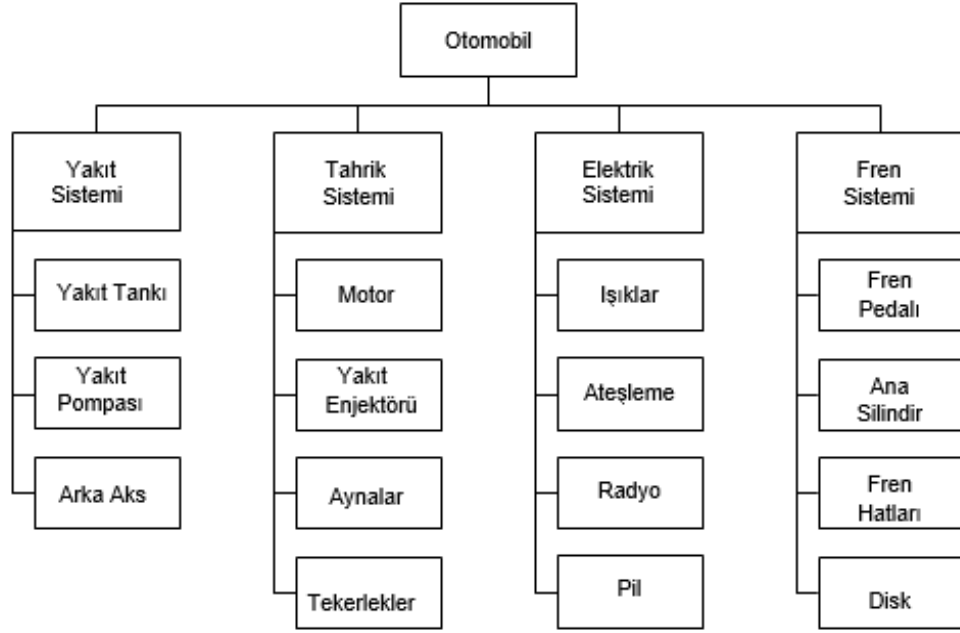 Otomobil
Yakıt
Sistemi
Yakıt Tankı
Yakıt
Pompası
Arka Aks
Tahrik
Sistemi
Motor
Yakıt
Enjektörü
Aynalar
Tekerlekler
Elektrik
Sistemi
Işıklar
Ateşleme
Radyo
Pil
Fren
Sistemi
Fren
Pedalı
Ana
Silindir
Fren
Hatları
Disk